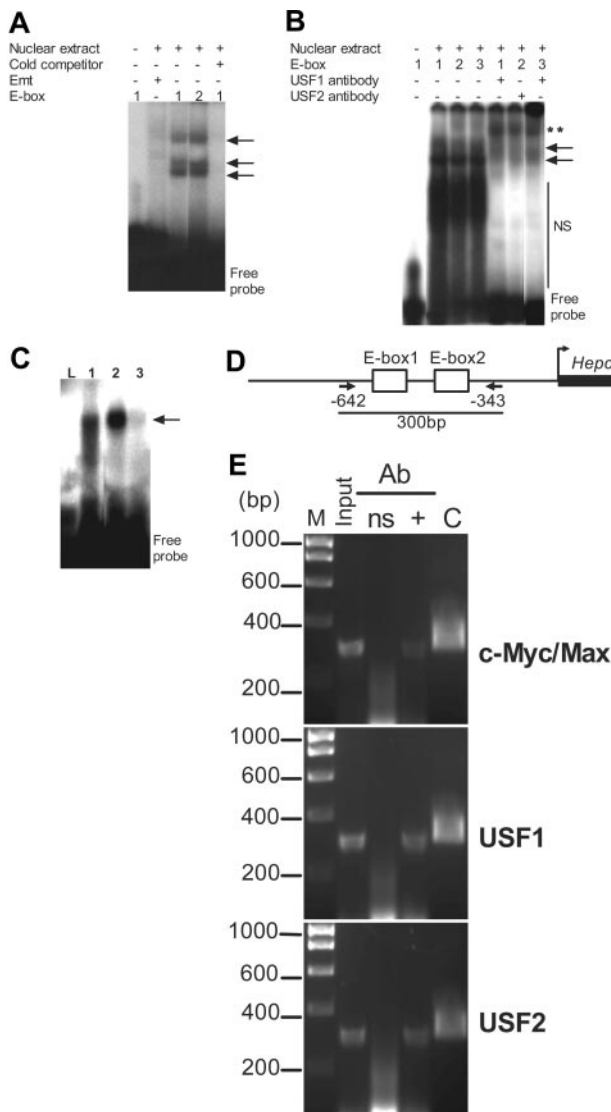 A
Nuclear extract - + + + +
Cold competitor - - - - +
Emt - + - - -
E-box 1 - 1 2 1
Free
probe
B
Nuclear extract - + + + + + +
E-box 1 1 2 3 1 2 3
USF1 antibody - - - - + - +
USF2 antibody - - - - - + -
**
NS
Free
probe
C
L 1 2 3
Free
probe
D
E-box1 E-box2 Hepc
-642 -343
300bp
E
Ab
(bp) M Input ns + C
1000
600
400
200
c-Myc/Max
1000
600
400
200
USF1
1000
600
400
200
USF2